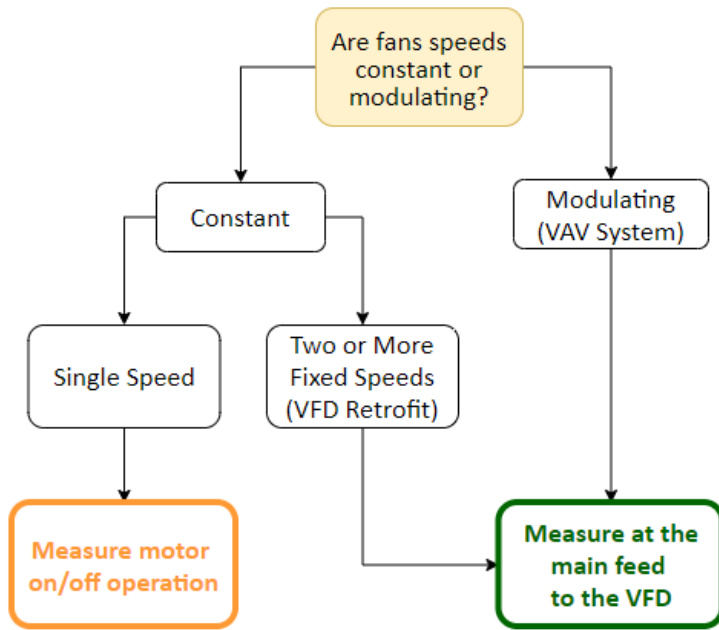 Are fans speeds
constant or
modulating?
Constant
Modulating
(VAV System)
Single Speed
Two or More
Fixed Speeds
(VFD Retrofit)
Measure motor
on/off operation
Measure at the
main feed
to the VFD